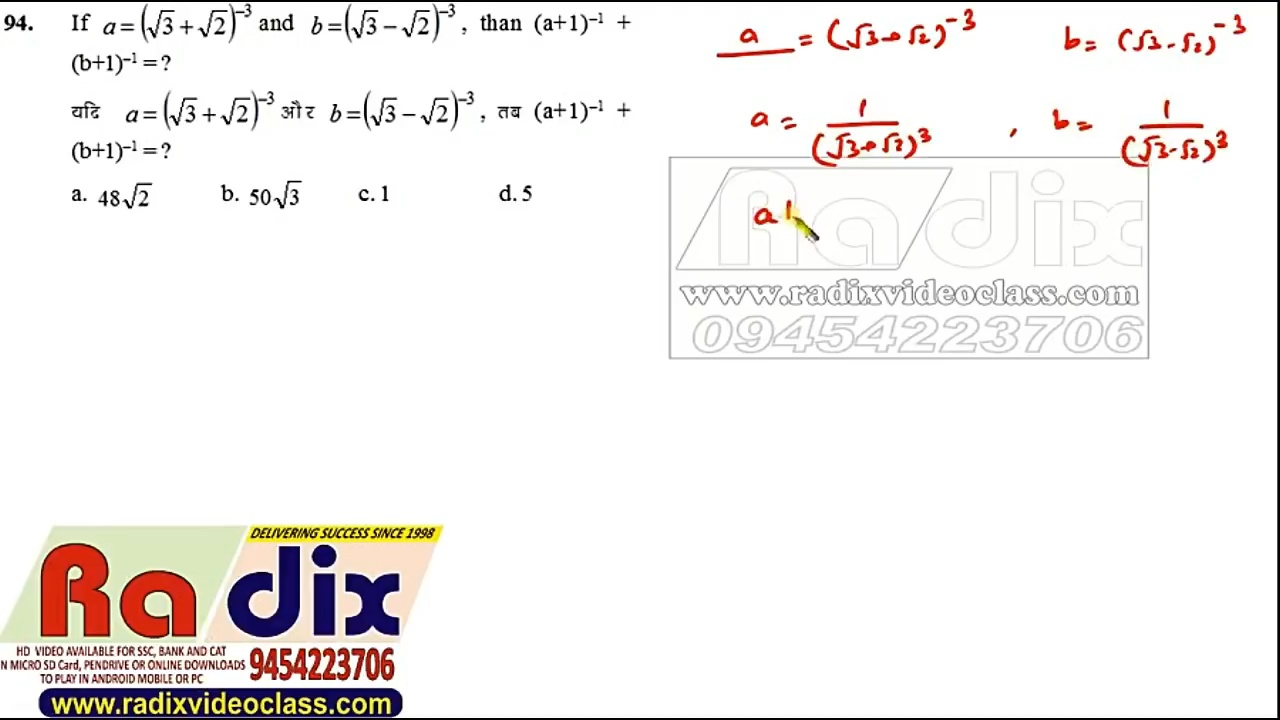 94. If a = (√3 + √2)⁻³ and b = (√3 − √2)⁻³ , than (a+1)⁻¹ +
(b+1)⁻¹ = ?
यदि a = (√3 + √2)⁻³ और b = (√3 − √2)⁻³ , तब (a+1)⁻¹ +
(b+1)⁻¹ = ?
a. 48√2 b. 50√3 c. 1 d. 5
a = (√3+√2)⁻³ b = (√3-√2)⁻³
a = 1/(√3+√2)³ , b = 1/(√3-√2)³
a
Radix
www.radixvideoclass.com
09454223706
DELIVERING SUCCESS SINCE 1998
Radix
HD VIDEO AVAILABLE FOR SSC, BANK AND CAT
N MICRO SD Card, PENDRIVE OR ONLINE DOWNLOADS
TO PLAY IN ANDROID MOBILE OR PC
9454223706
www.radixvideoclass.com